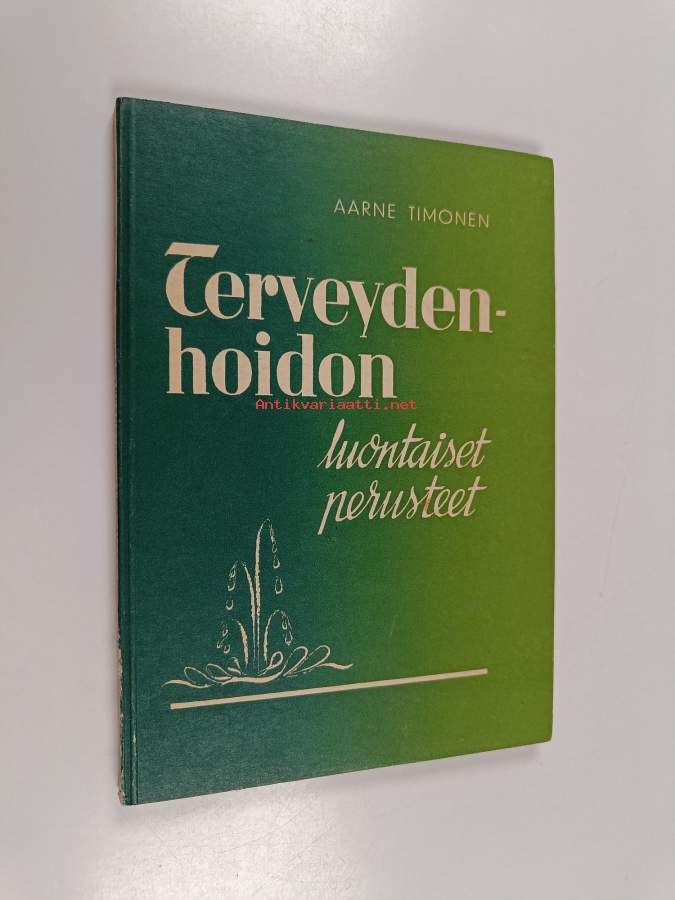 AARNE TIMONEN
Terveyden-
hoidon
Antikvariaatti.net
luontaiset
perusteet